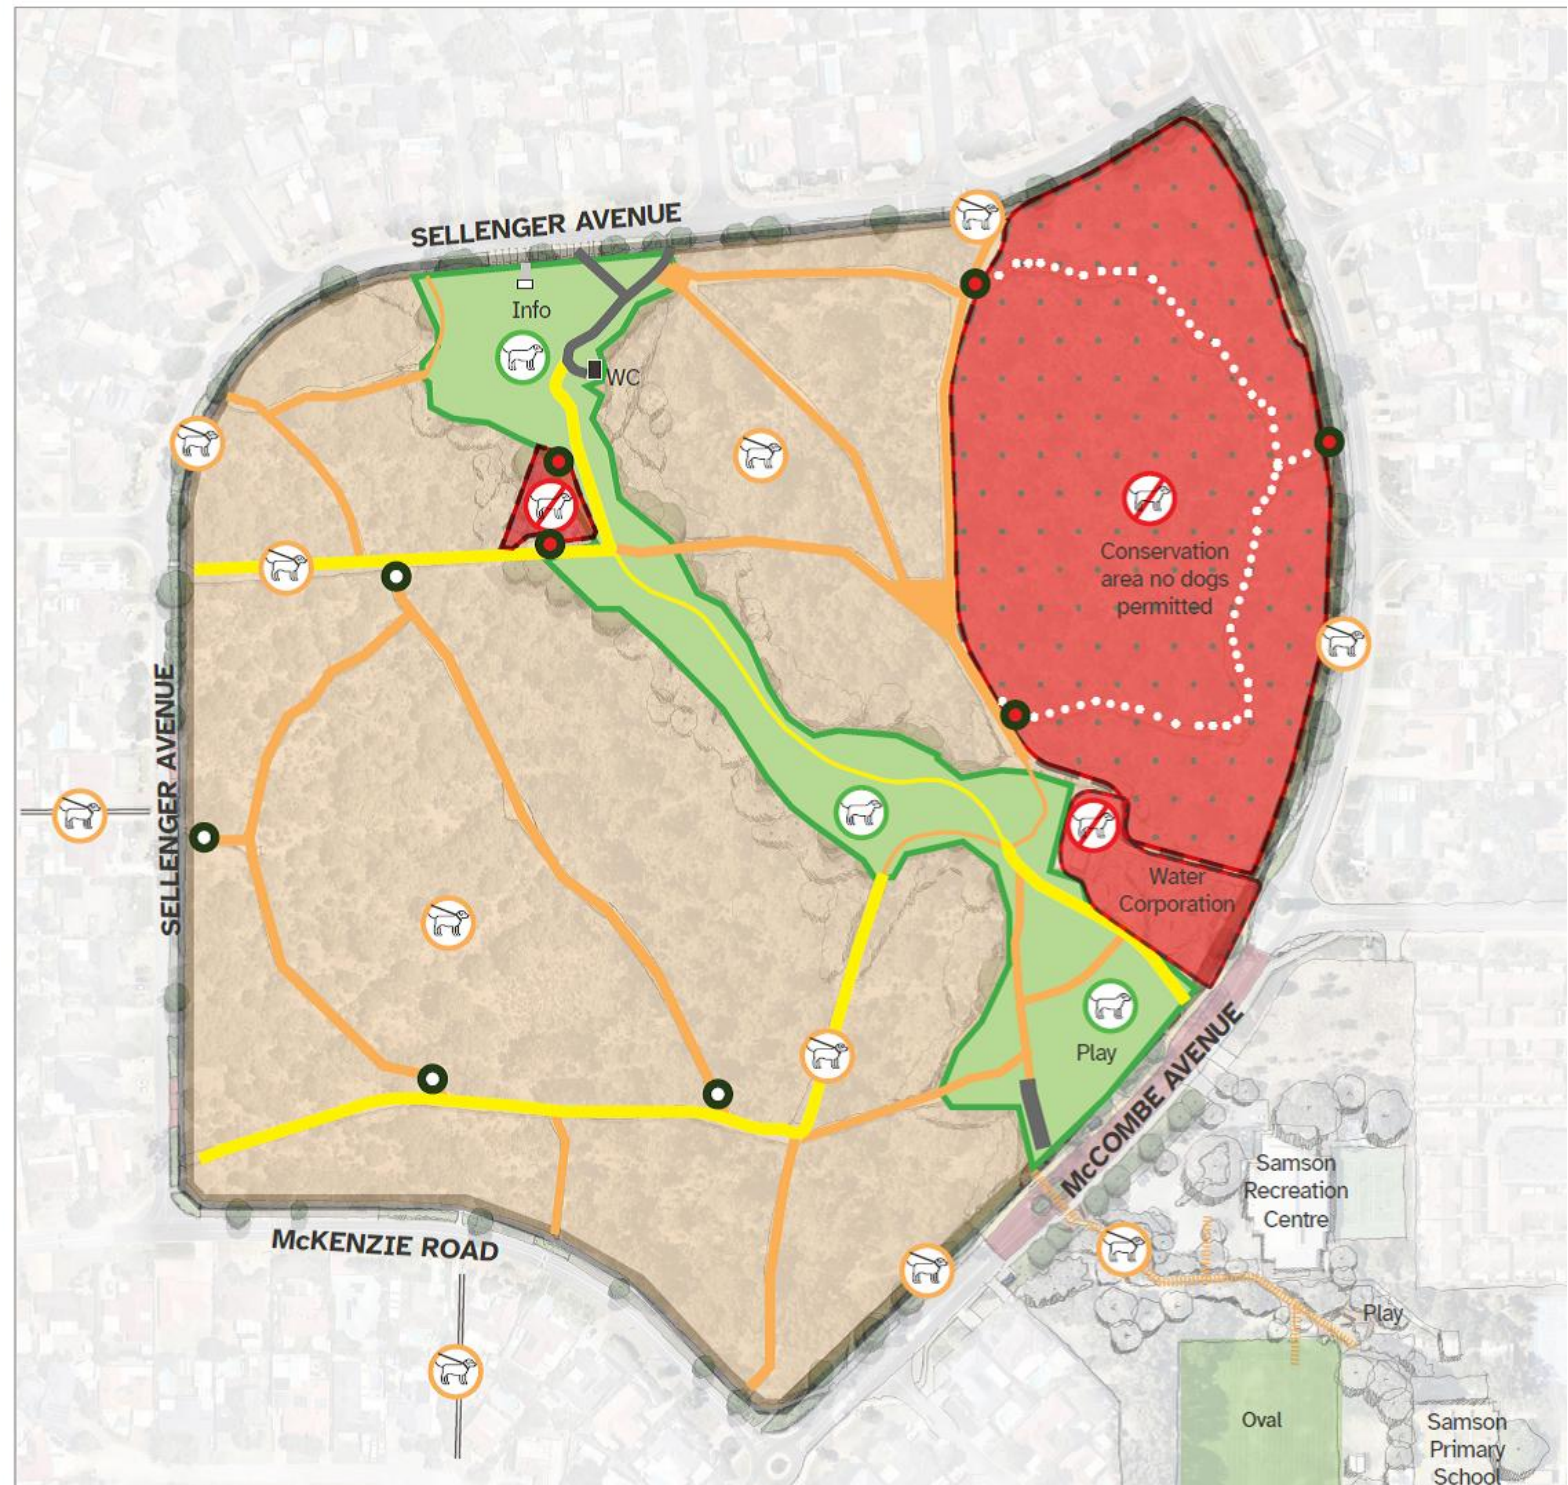 SELLENGER AVENUE
Info
WC
Conservation
area no dogs
permitted
SELLENGER AVENUE
Water
Corporation
Play
McCOMBE AVENUE
McKENZIE ROAD
Samson
Recreation
Centre
Play
Oval
Samson
Primary
School